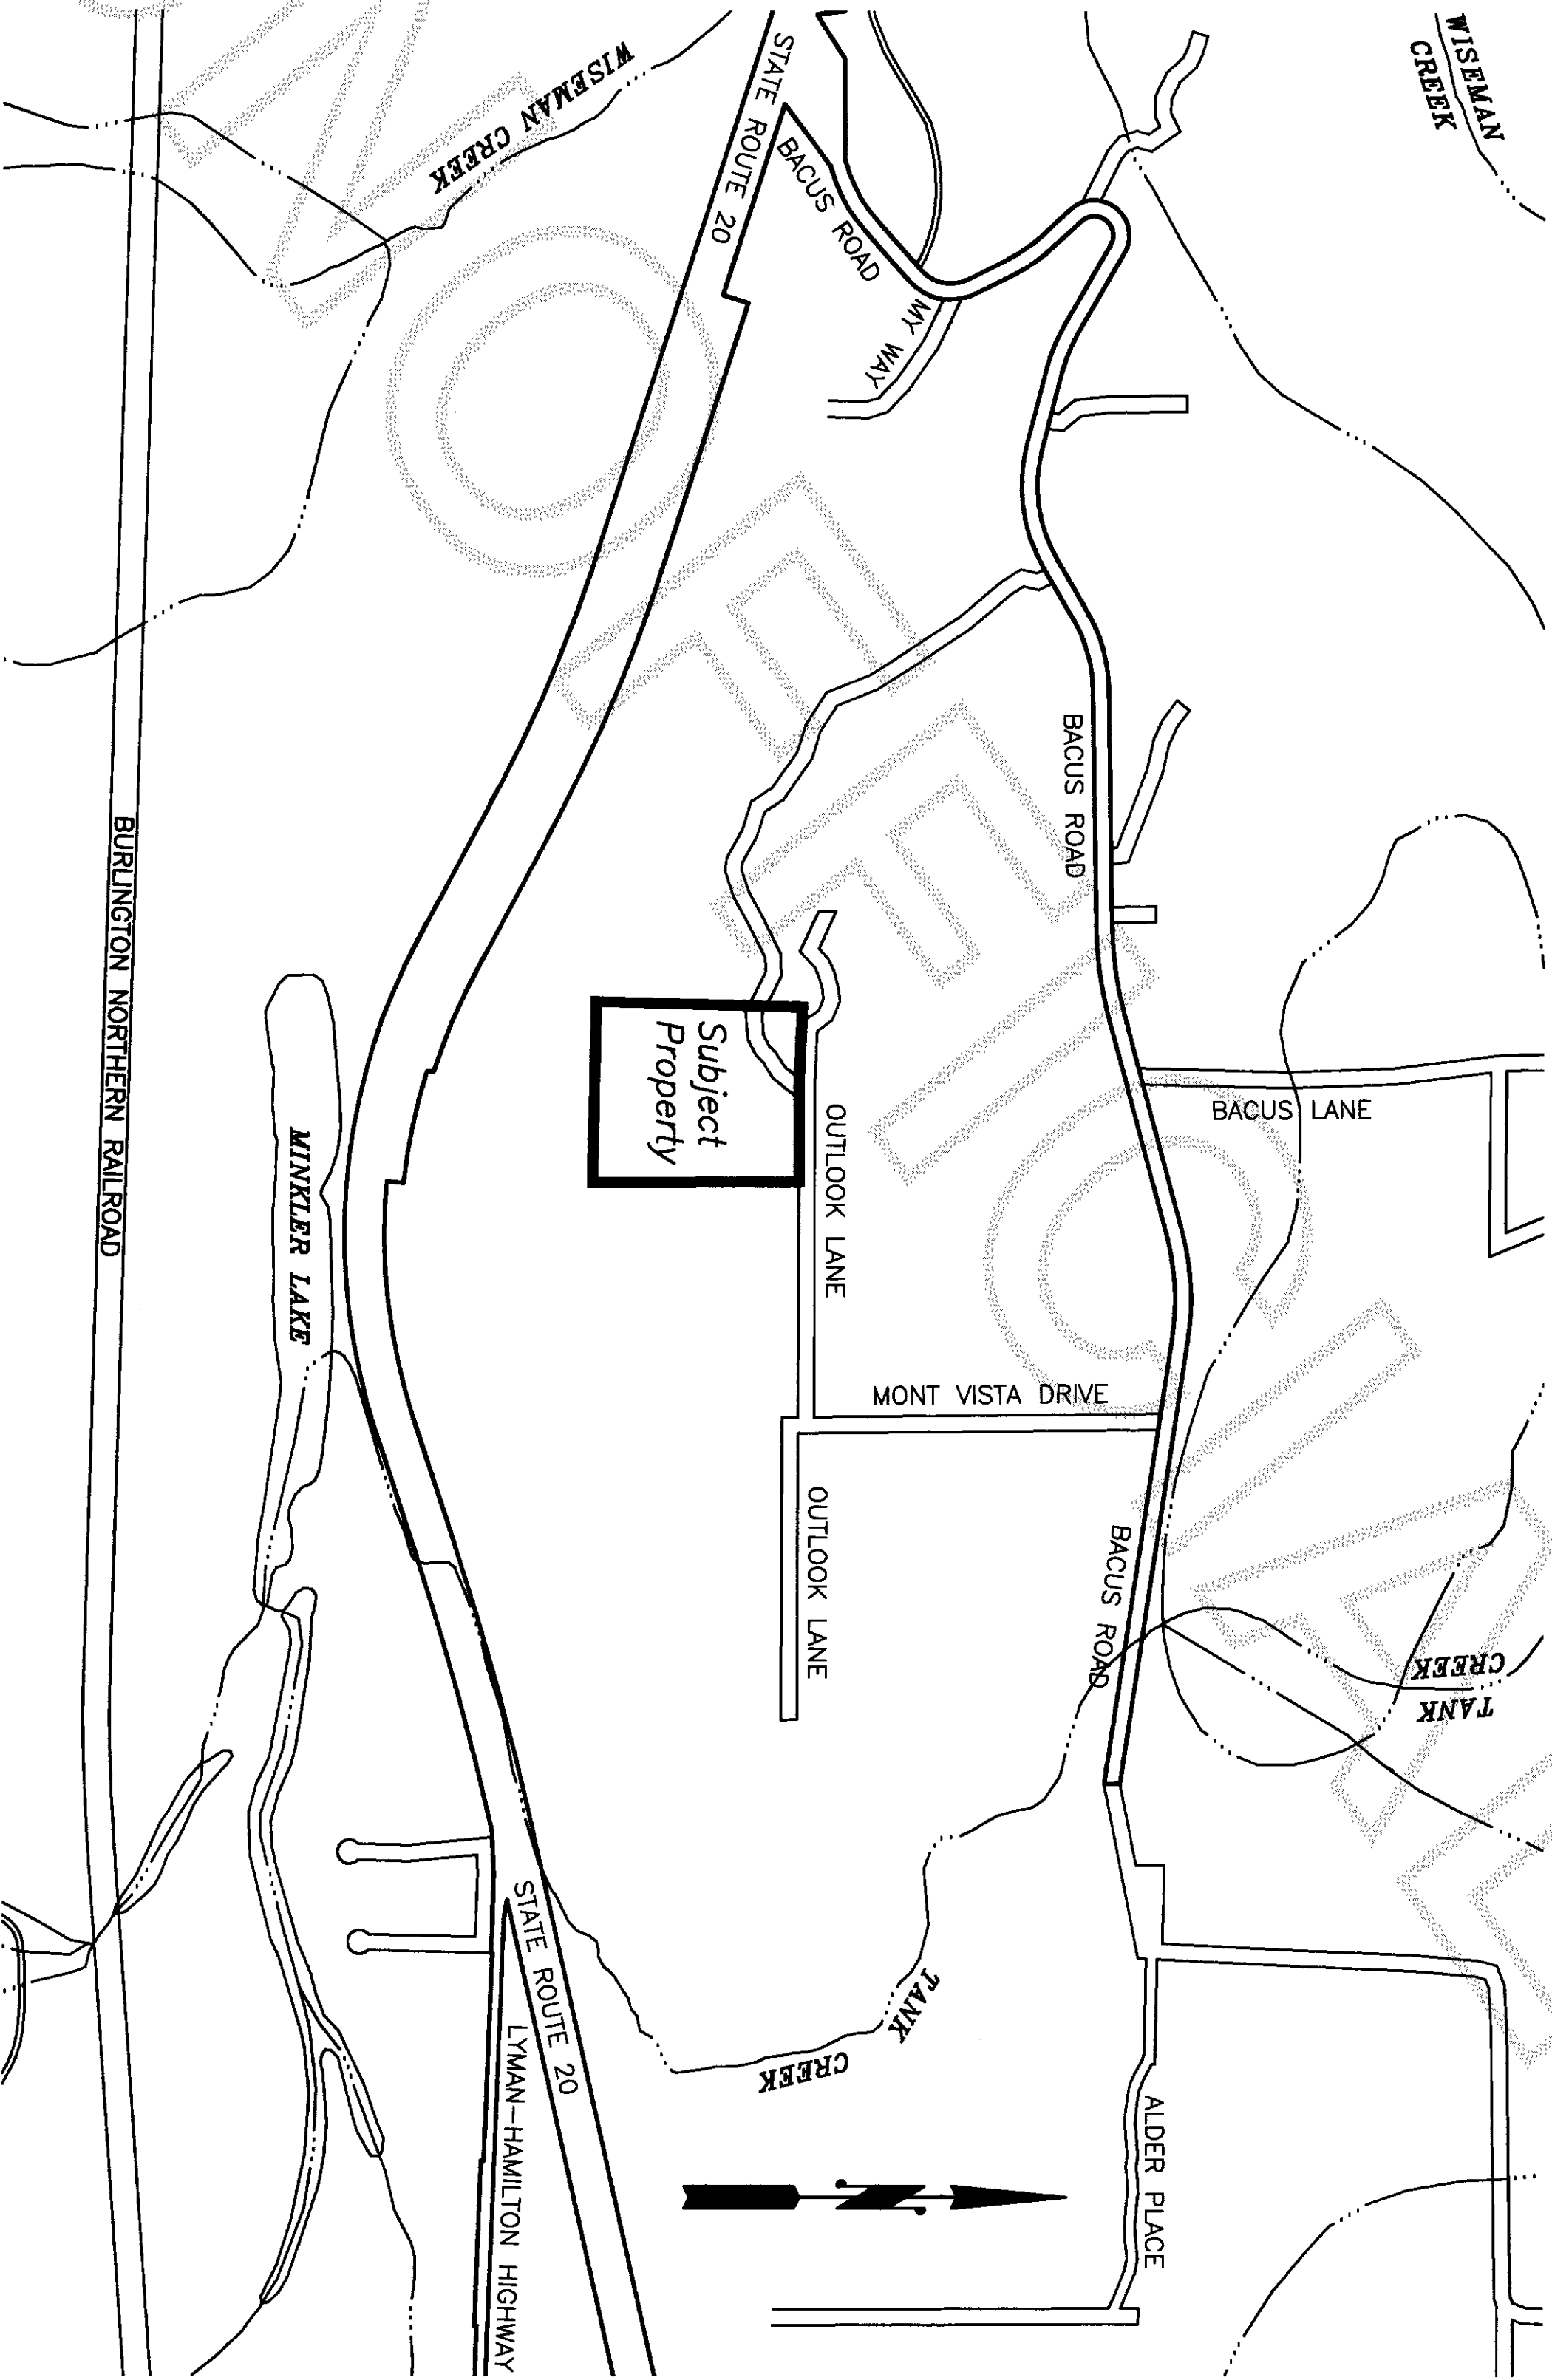 WISEMAN
CREEK
TANK
CREEK
BACUS LANE
ALDER PLACE
BACUS ROAD
BACUS ROAD
MONT VISTA DRIVE
BACUS ROAD
MY WAY
OUTLOOK LANE
OUTLOOK LANE
TANK
CREEK
STATE ROUTE 20
Subject
Property
WISEMAN CREEK
STATE ROUTE 20
LYMAN-HAMILTON HIGHWAY
MINKLER LAKE
BURLINGTON NORTHERN RAILROAD
UNOFFICIAL